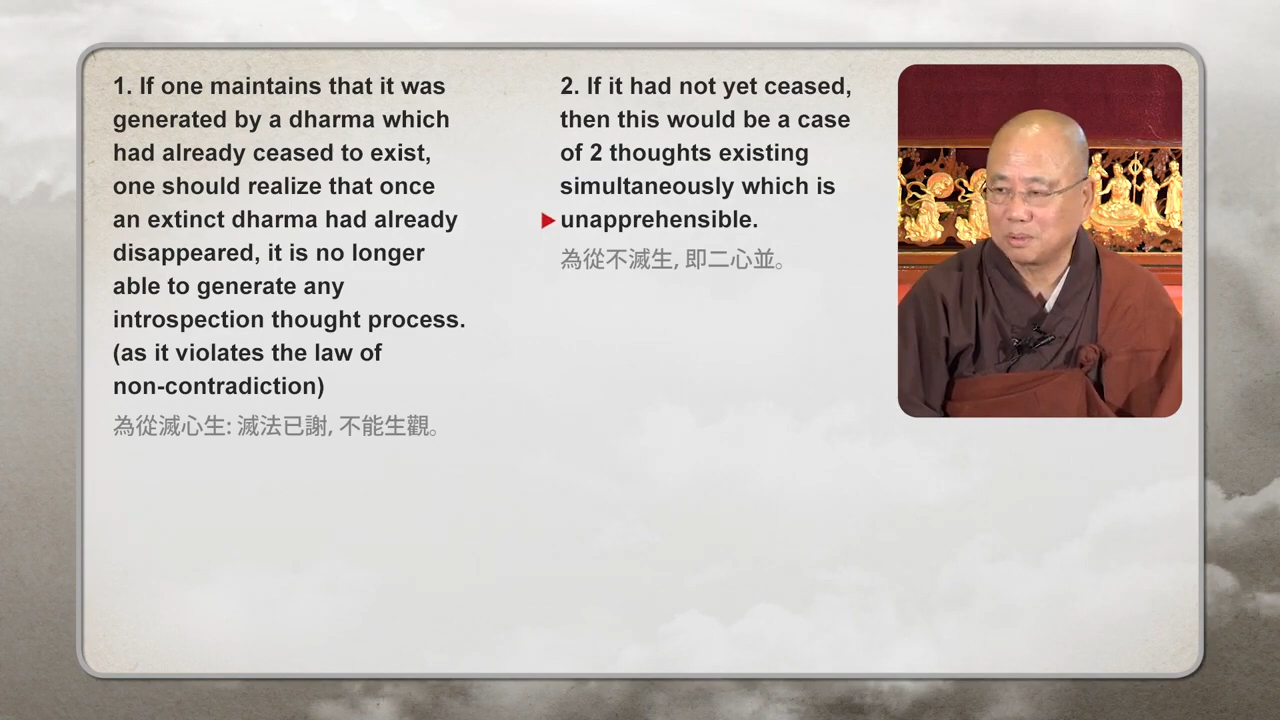 1. If one maintains that it was
generated by a dharma which
had already ceased to exist,
one should realize that once
an extinct dharma had already
disappeared, it is no longer
able to generate any
introspection thought process.
(as it violates the law of
non-contradiction)
為從滅心生: 滅法已謝, 不能生觀。
2. If it had not yet ceased,
then this would be a case
of 2 thoughts existing
simultaneously which is
unapprehensible.
為從不滅生, 即二心並。